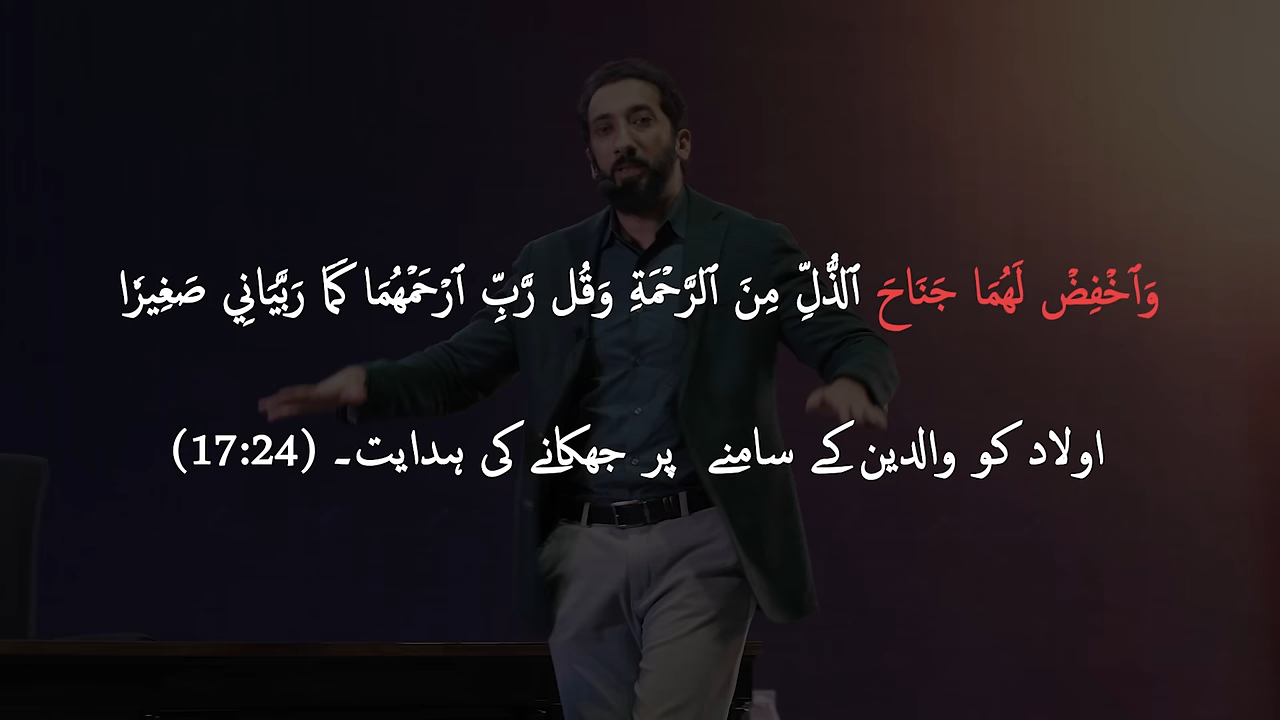 وَٱخْفِضْ لَهُمَا جَنَاحَ ٱلذُّلِّ مِنَ ٱلرَّحْمَةِ وَقُل رَّبِّ ٱرْحَمْهُمَا كَمَا رَبَّيَانِي صَغِيرًا
اولاد کو والدین کے سامنے پر جھکانے کی ہدایت۔ (17:24)